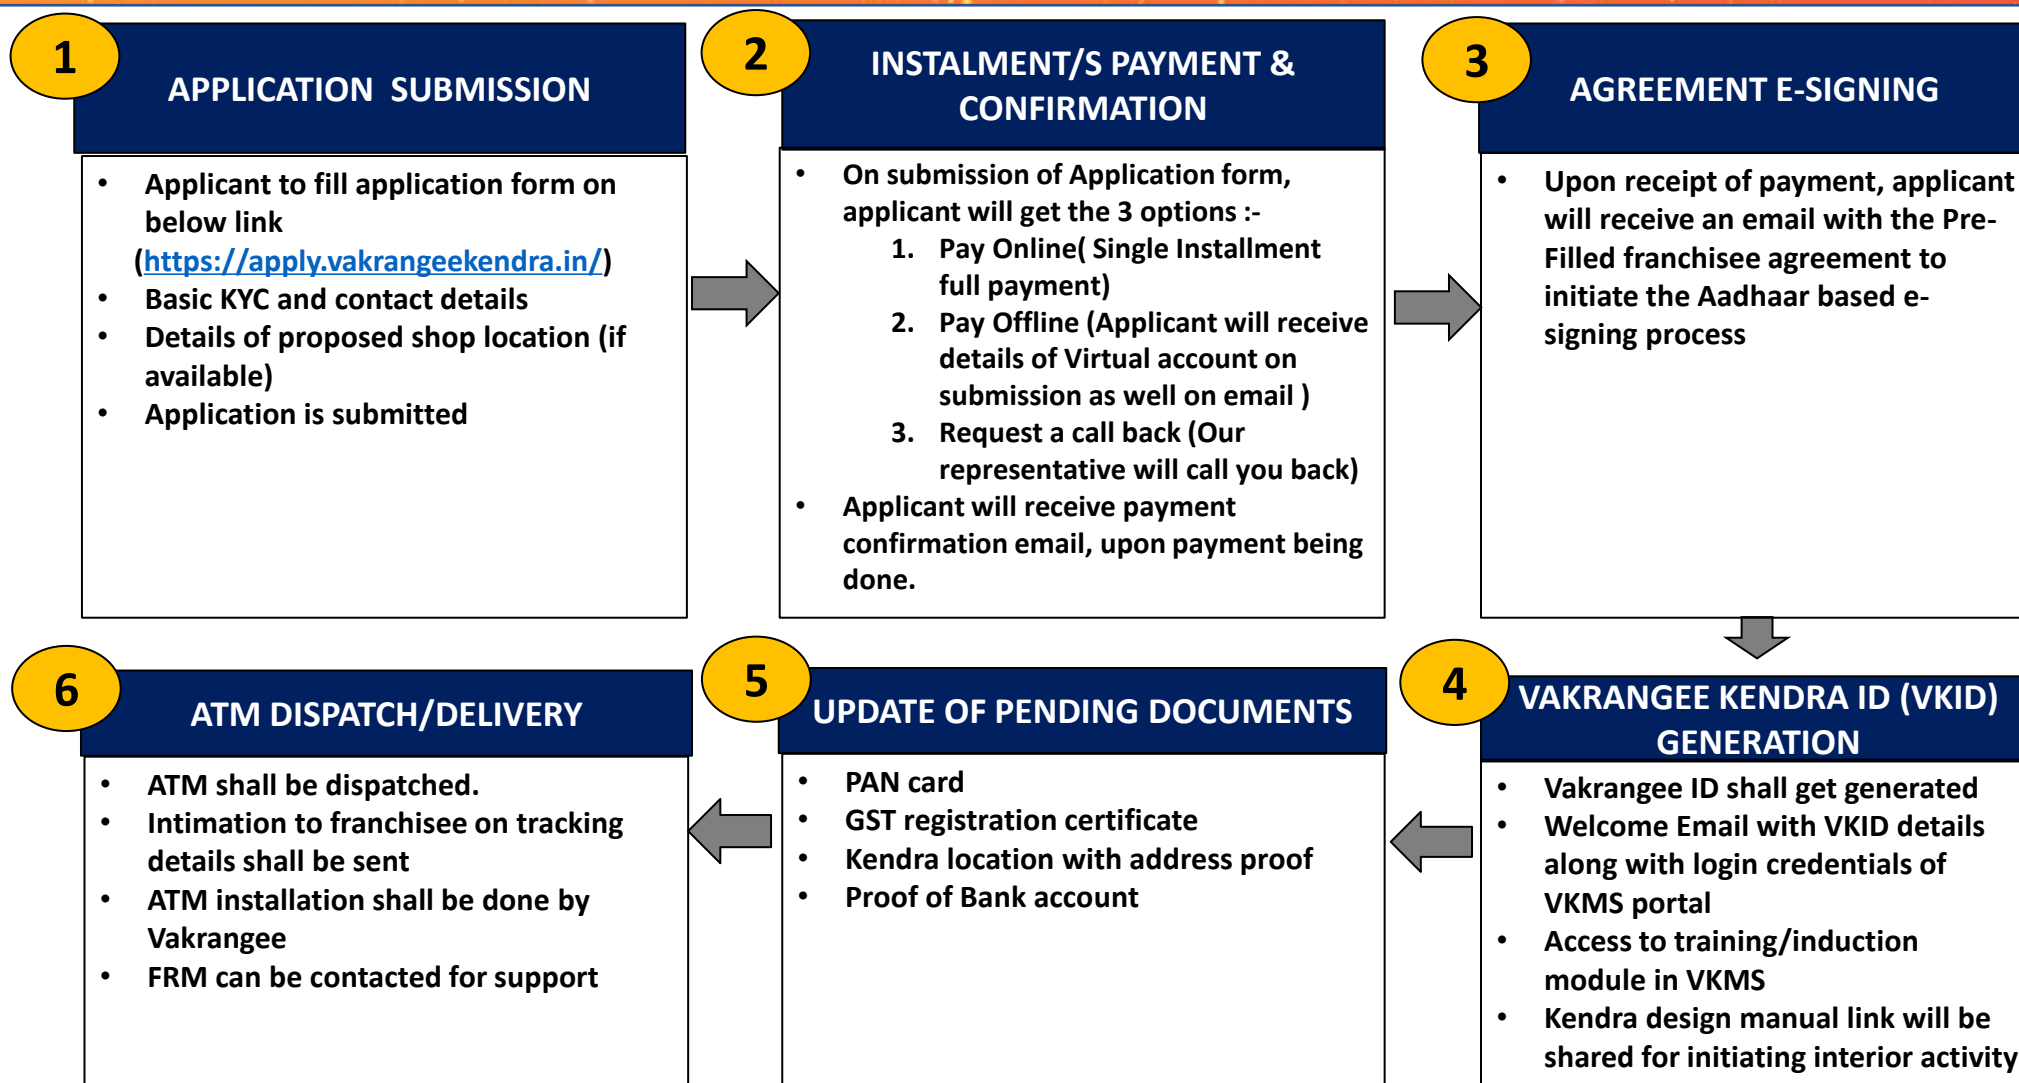 1
APPLICATION SUBMISSION
• Applicant to fill application form on
below link
(https://apply.vakrangeekendra.in/)
• Basic KYC and contact details
• Details of proposed shop location (if
available)
• Application is submitted
2
INSTALMENT/S PAYMENT &
CONFIRMATION
• On submission of Application form,
applicant will get the 3 options :-
1. Pay Online( Single Installment
full payment)
2. Pay Offline (Applicant will receive
details of Virtual account on
submission as well on email )
3. Request a call back (Our
representative will call you back)
• Applicant will receive payment
confirmation email, upon payment being
done.
3
AGREEMENT E-SIGNING
• Upon receipt of payment, applicant
will receive an email with the Pre-
Filled franchisee agreement to
initiate the Aadhaar based e-
signing process
4
VAKRANGEE KENDRA ID (VKID)
GENERATION
• Vakrangee ID shall get generated
• Welcome Email with VKID details
along with login credentials of
VKMS portal
• Access to training/induction
module in VKMS
• Kendra design manual link will be
shared for initiating interior activity
5
UPDATE OF PENDING DOCUMENTS
• PAN card
• GST registration certificate
• Kendra location with address proof
• Proof of Bank account
6
ATM DISPATCH/DELIVERY
• ATM shall be dispatched.
• Intimation to franchisee on tracking
details shall be sent
• ATM installation shall be done by
Vakrangee
• FRM can be contacted for support